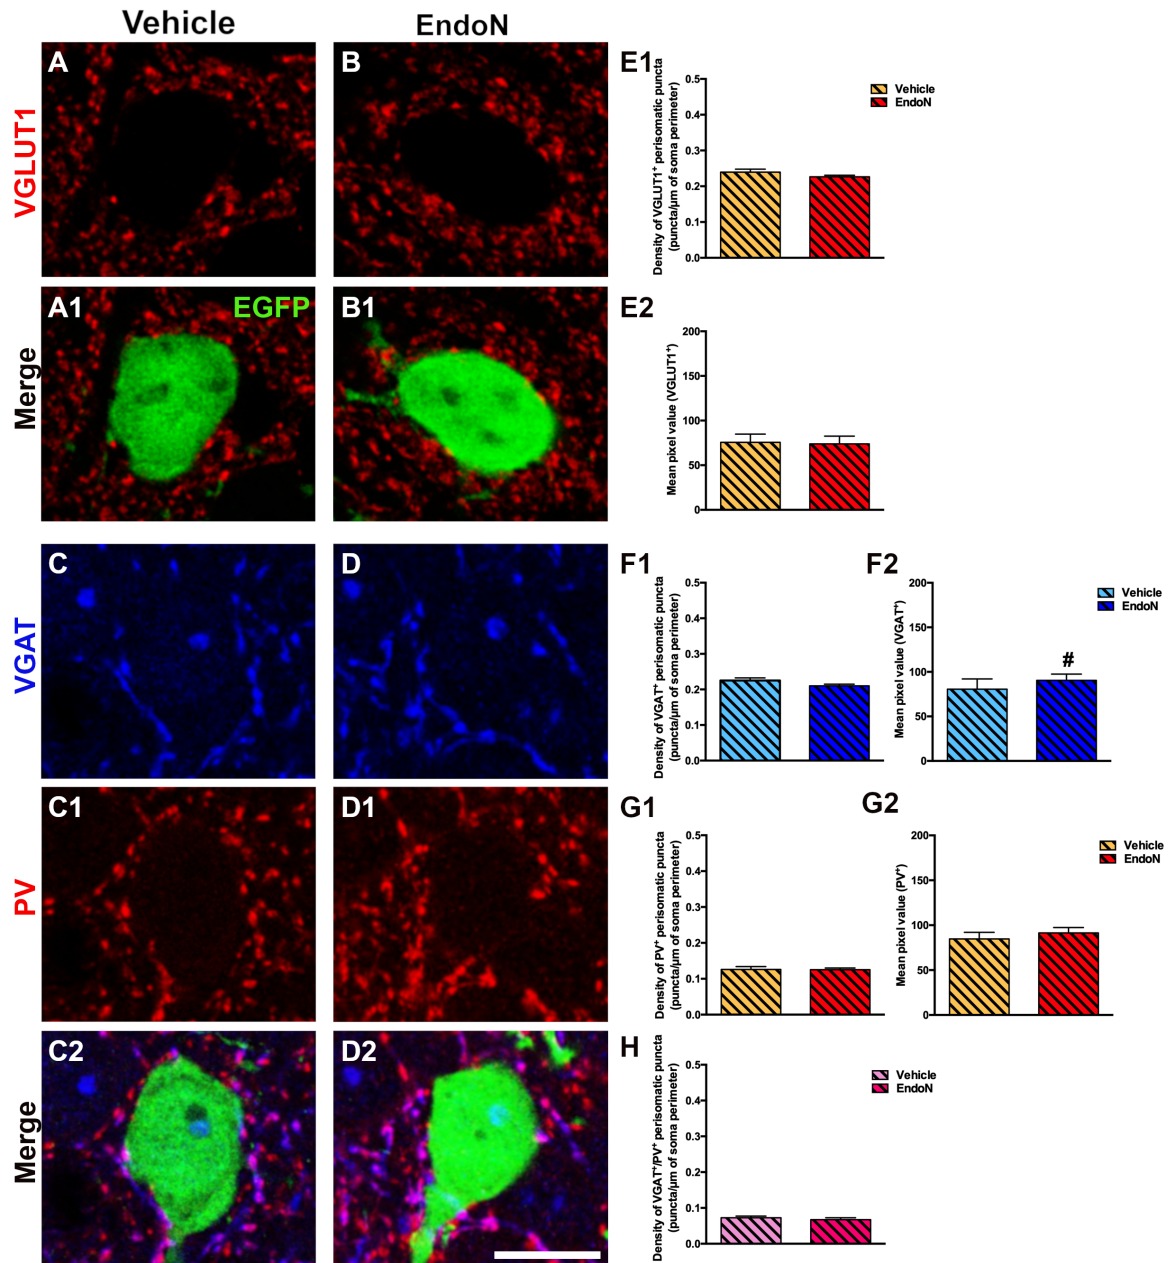 Vehicle
EndoN
A
B
VGLUT1
A1
EGFP
B1
Merge
C
D
VGAT
C1
D1
PV
C2
D2
Merge
E1
Density of VGLUT1⁺ perisomatic puncta
(puncta/µm of soma perimeter)
0.5
0.4
0.3
0.2
0.1
0.0
Vehicle
EndoN
E2
Mean pixel value (VGLUT1⁺)
200
150
100
50
0
F1
Density of VGAT⁺ perisomatic puncta
(puncta/µm of soma perimeter)
0.5
0.4
0.3
0.2
0.1
0.0
F2
Mean pixel value (VGAT⁺)
200
150
100
50
0
#
Vehicle
EndoN
G1
Density of PV⁺ perisomatic puncta
(puncta/µm of soma perimeter)
0.5
0.4
0.3
0.2
0.1
0.0
G2
Mean pixel value (PV⁺)
200
150
100
50
0
Vehicle
EndoN
H
Density of VGAT⁺/PV⁺ perisomatic puncta
(puncta/µm of soma perimeter)
0.5
0.4
0.3
0.2
0.1
0.0
Vehicle
EndoN